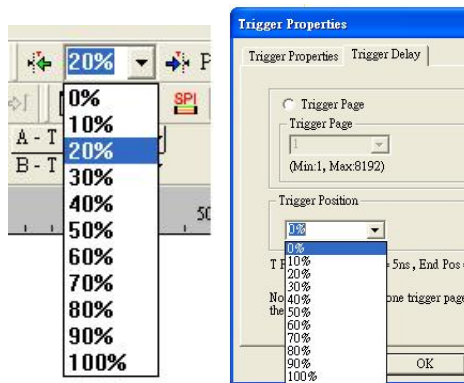 20%
P
0%
10%
20%
30%
40%
50%
60%
70%
80%
90%
100%
SPI
A - T
B - T
50
Trigger Properties
Trigger Properties
Trigger Delay
Trigger Page
Trigger Page
1
(Min:1, Max:8192)
Trigger Position
0%
0%
10%
20%
30%
40%
50%
60%
70%
80%
90%
100%
T
= 5ns , End Pos =
No
one trigger page
the
OK